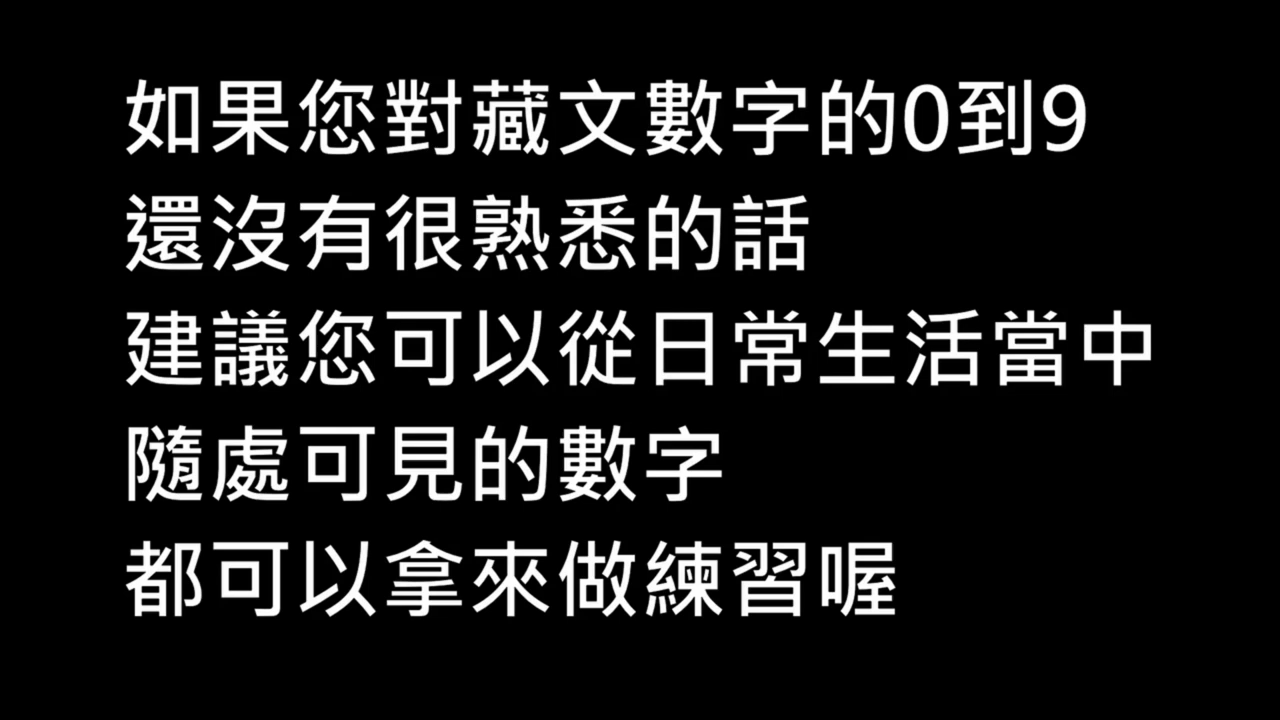 如果您對藏文數字的0到9
還沒有很熟悉的話
建議您可以從日常生活當中
隨處可見的數字
都可以拿來做練習喔